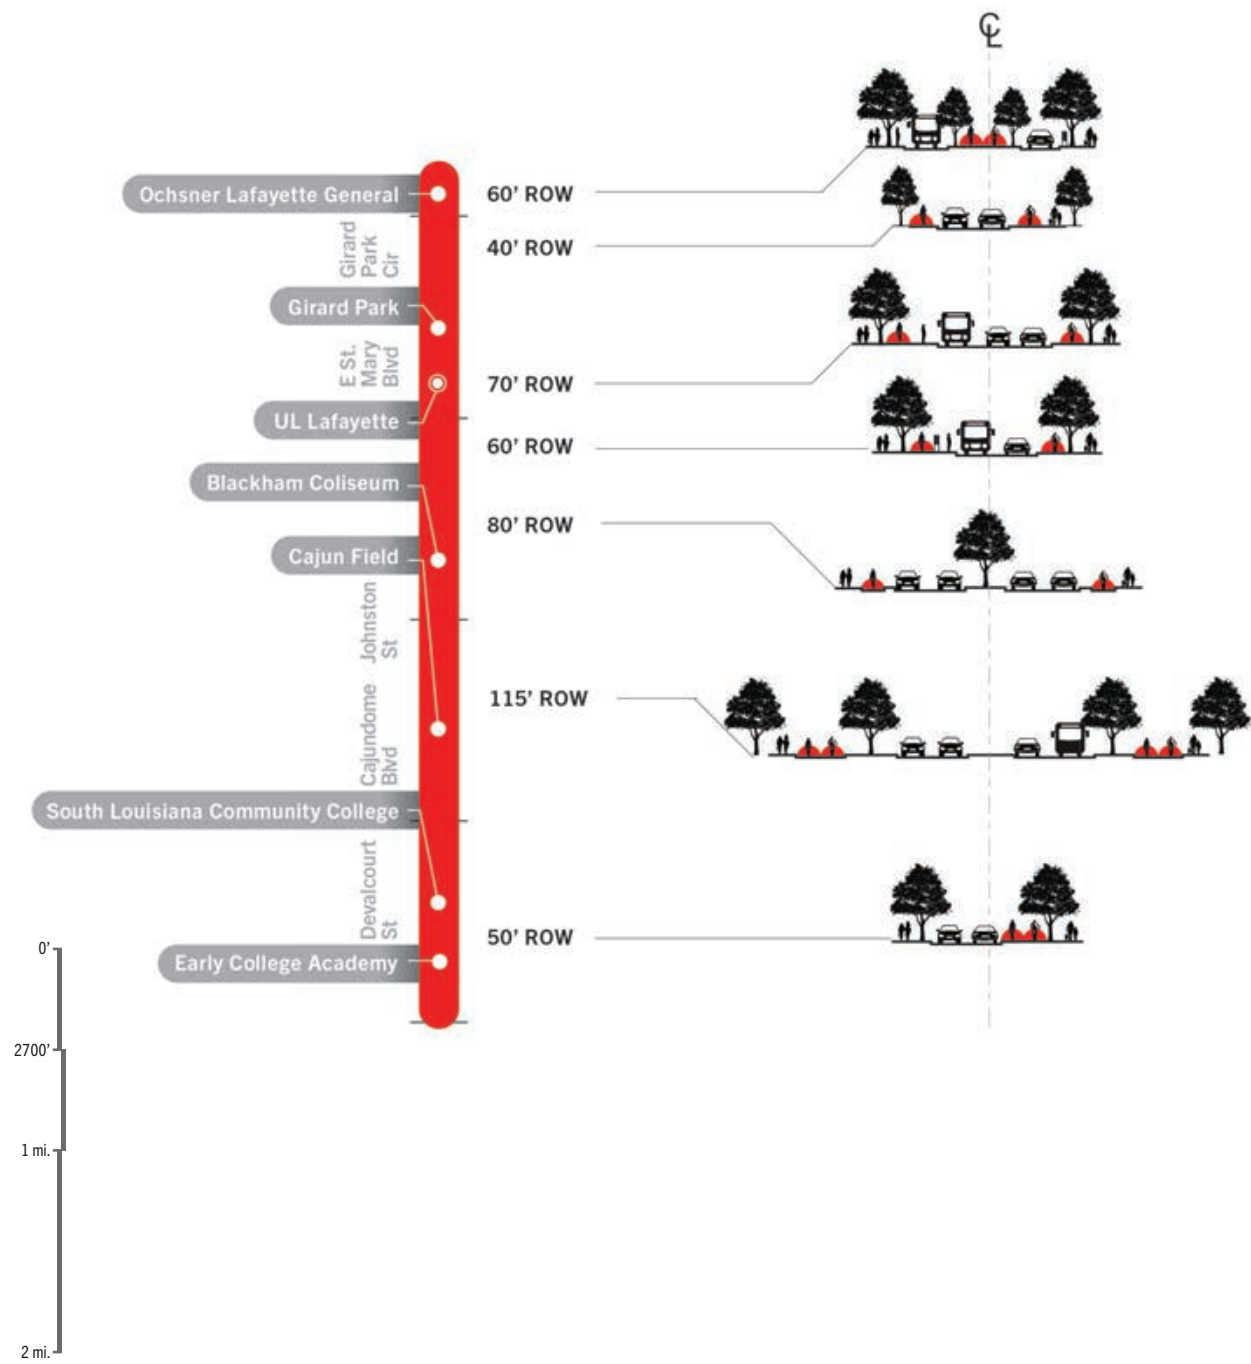 ℄
Ochsner Lafayette General
60' ROW
Girard
Park
Cir
40' ROW
Girard Park
E St.
Mary
Blvd
70' ROW
UL Lafayette
60' ROW
Blackham Coliseum
80' ROW
Cajun Field
Johnston
St
115' ROW
Cajundome
Blvd
South Louisiana Community College
Devalcourt
St
50' ROW
Early College Academy
0'
2700'
1 mi.
2 mi.